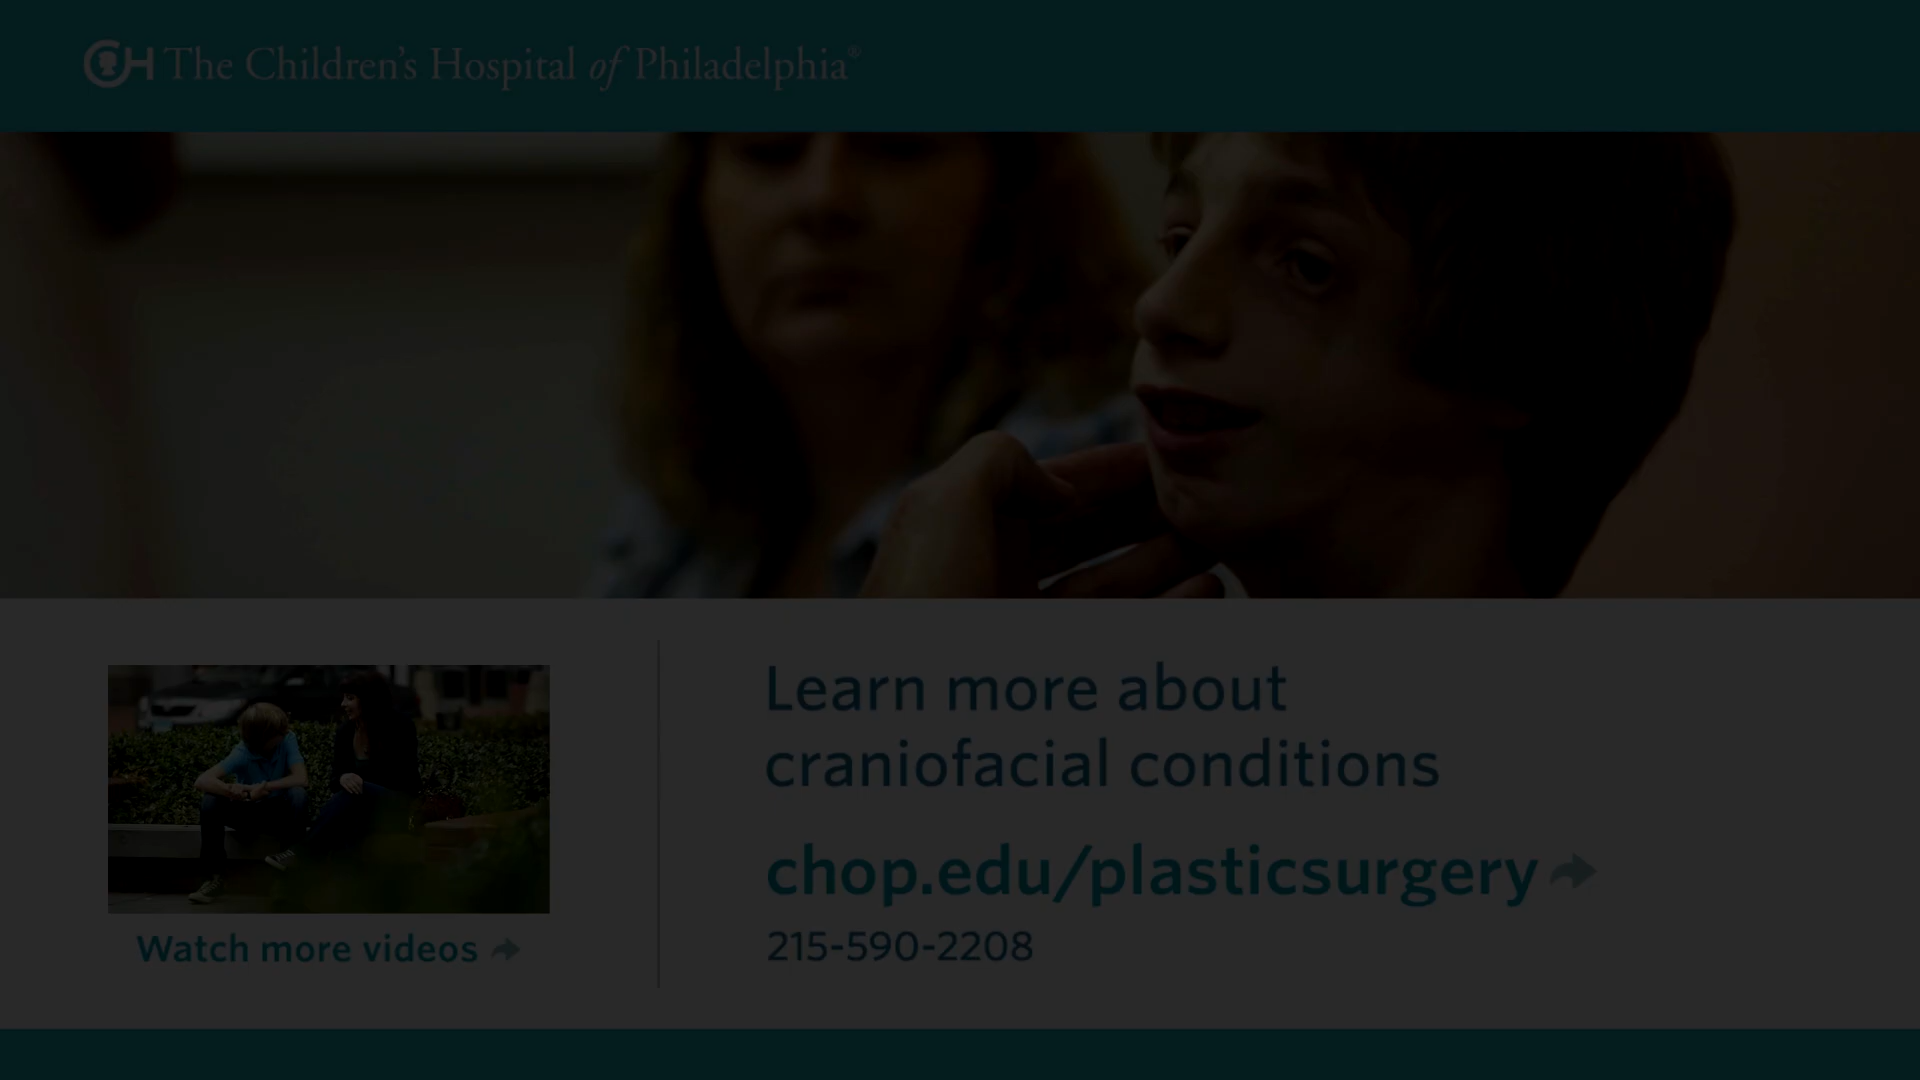 The Children's Hospital of Philadelphia®
Learn more about
craniofacial conditions
chop.edu/plasticsurgery
215-590-2208
Watch more videos